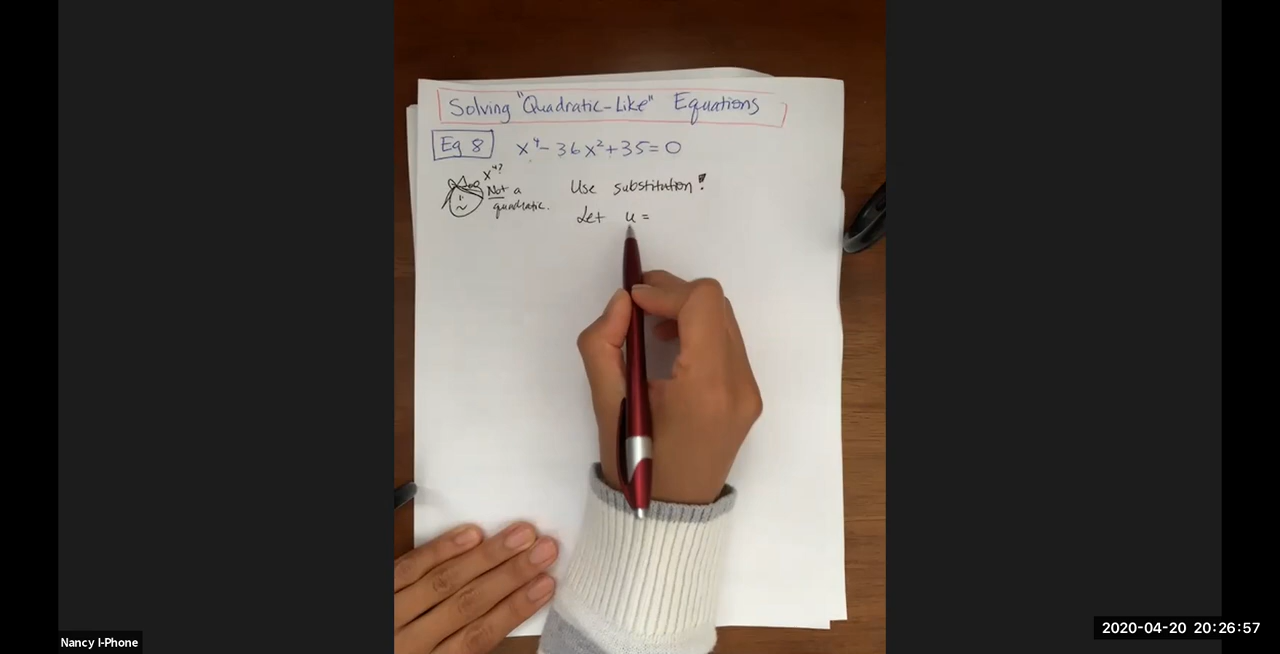 Solving "Quadratic-Like" Equations
Eg 8
x⁴ - 36x² + 35 = 0
x⁴?
Not a
quadratic.
Use substitution!
Let u =
Nancy I-Phone
2020-04-20 20:26:57